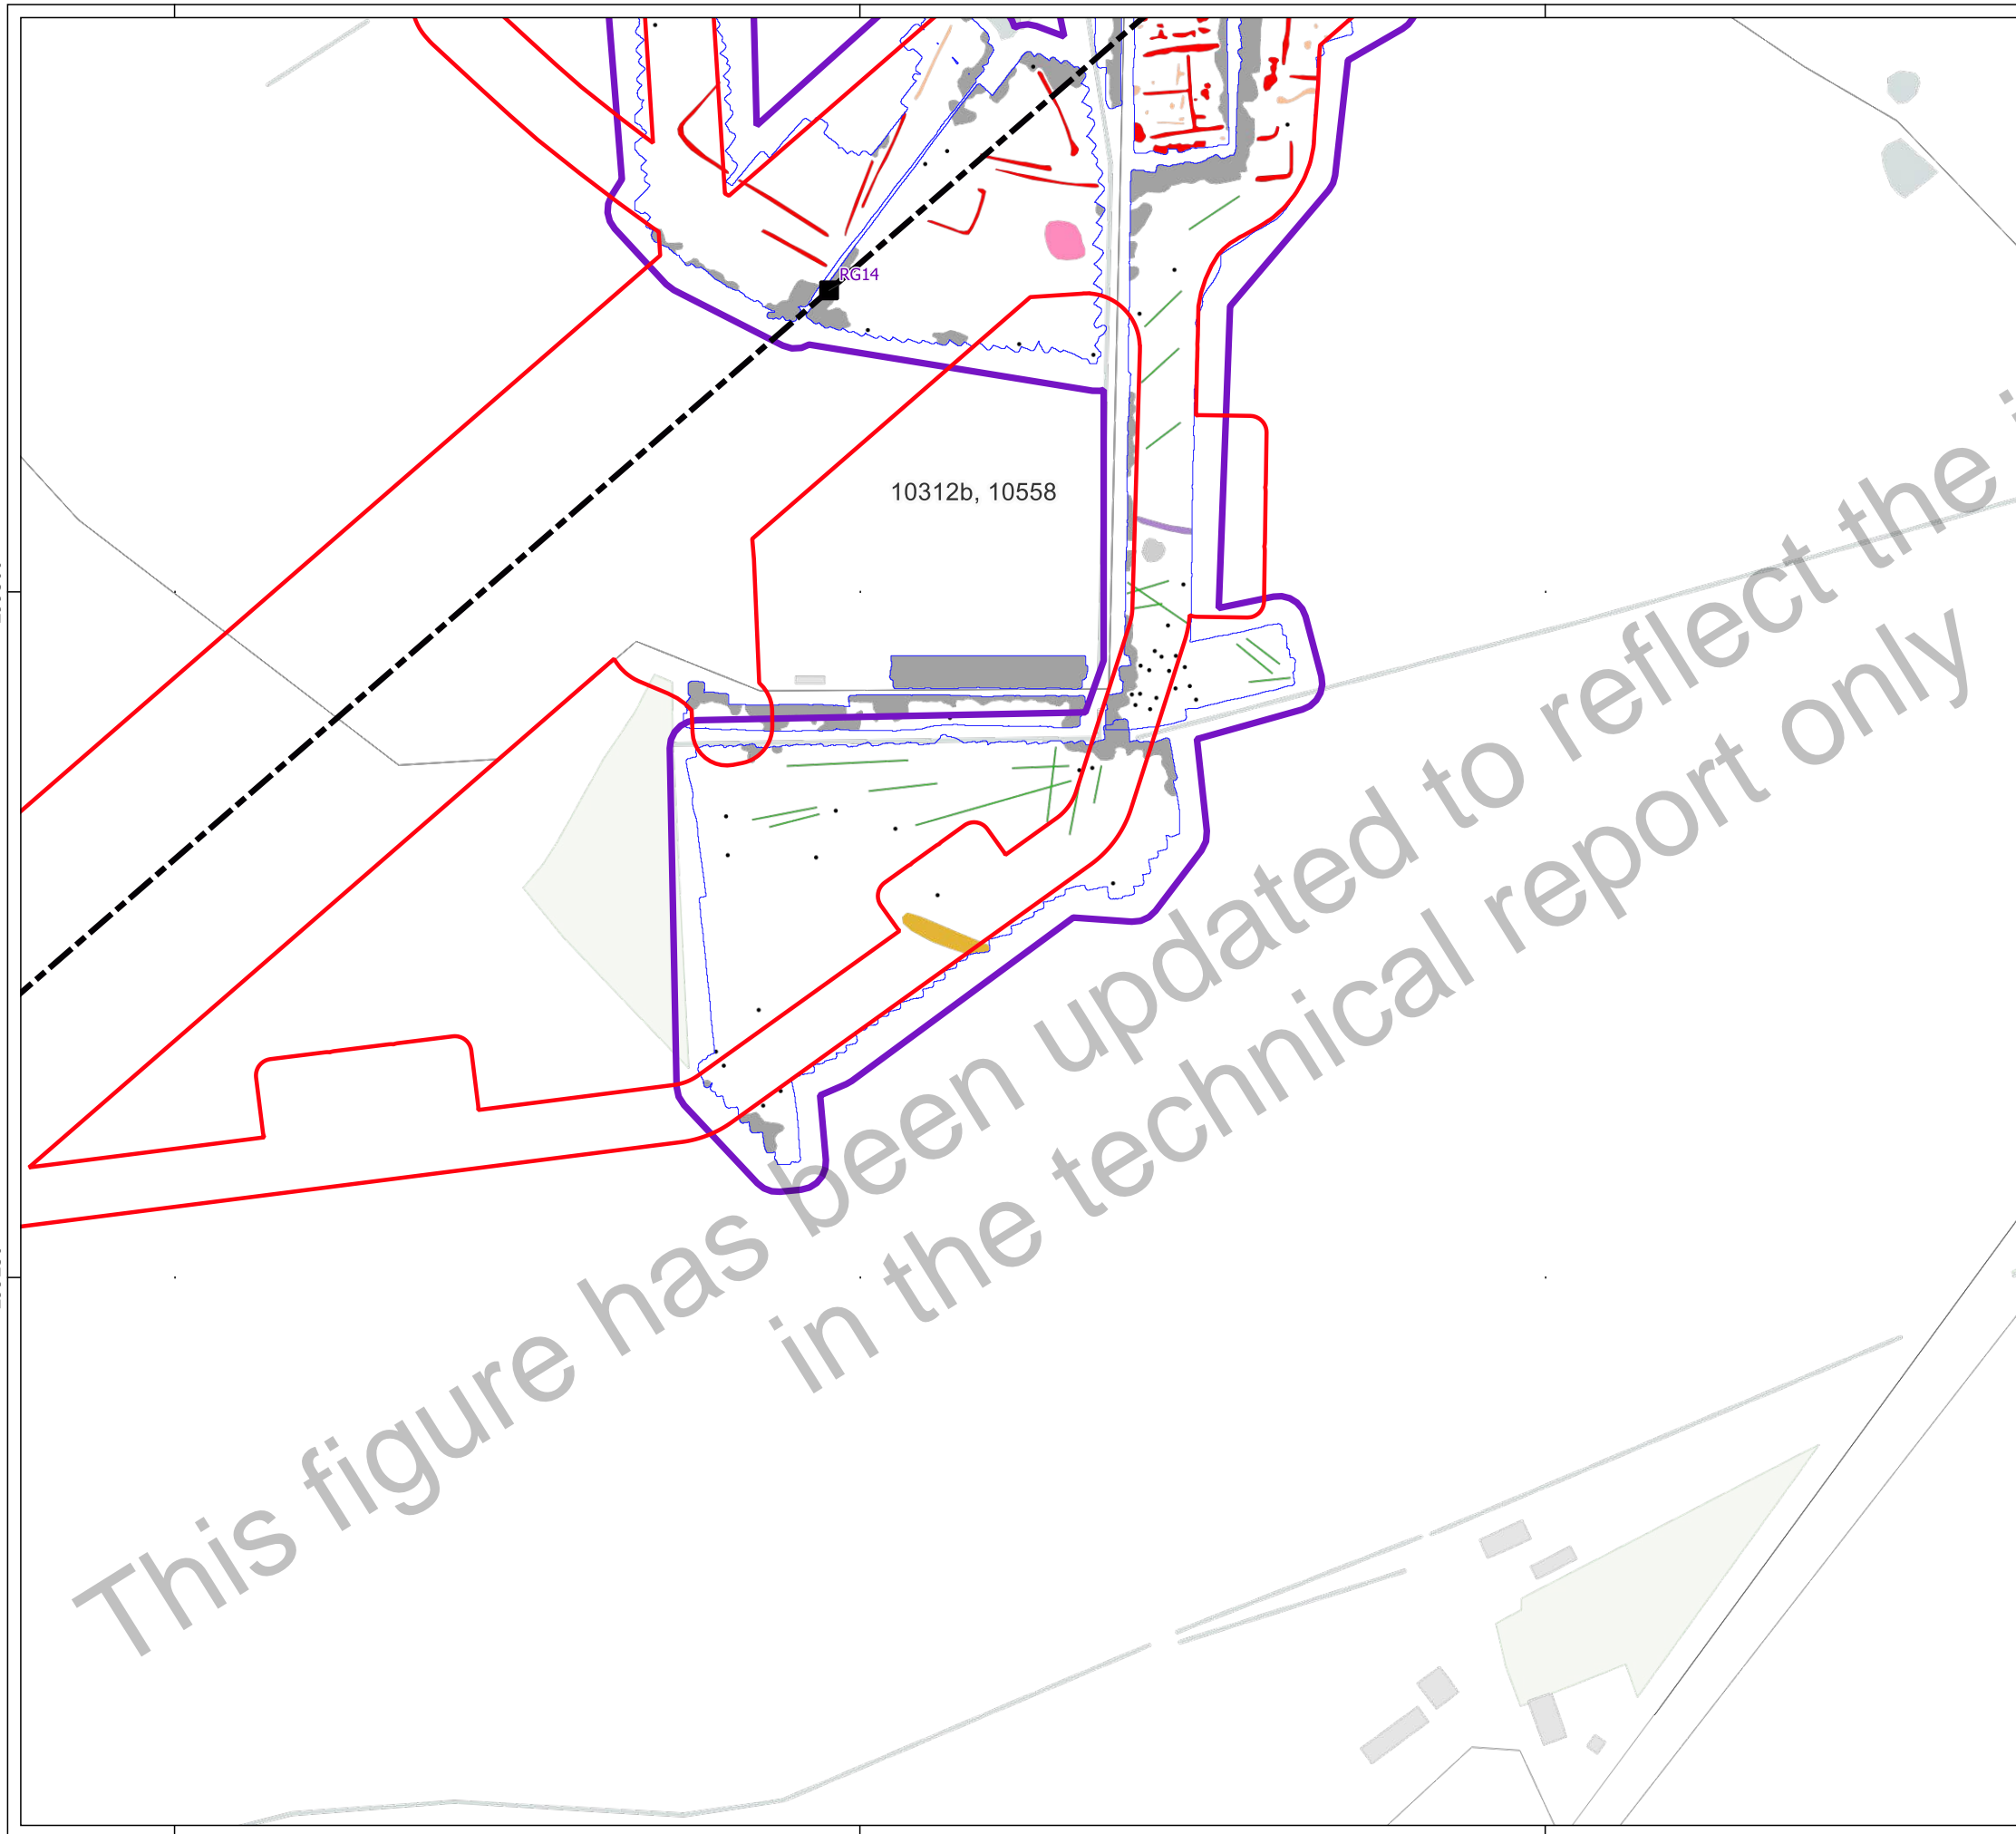 RG14
10312b, 10558
This figure has been updated to reflect the
in the technical report only